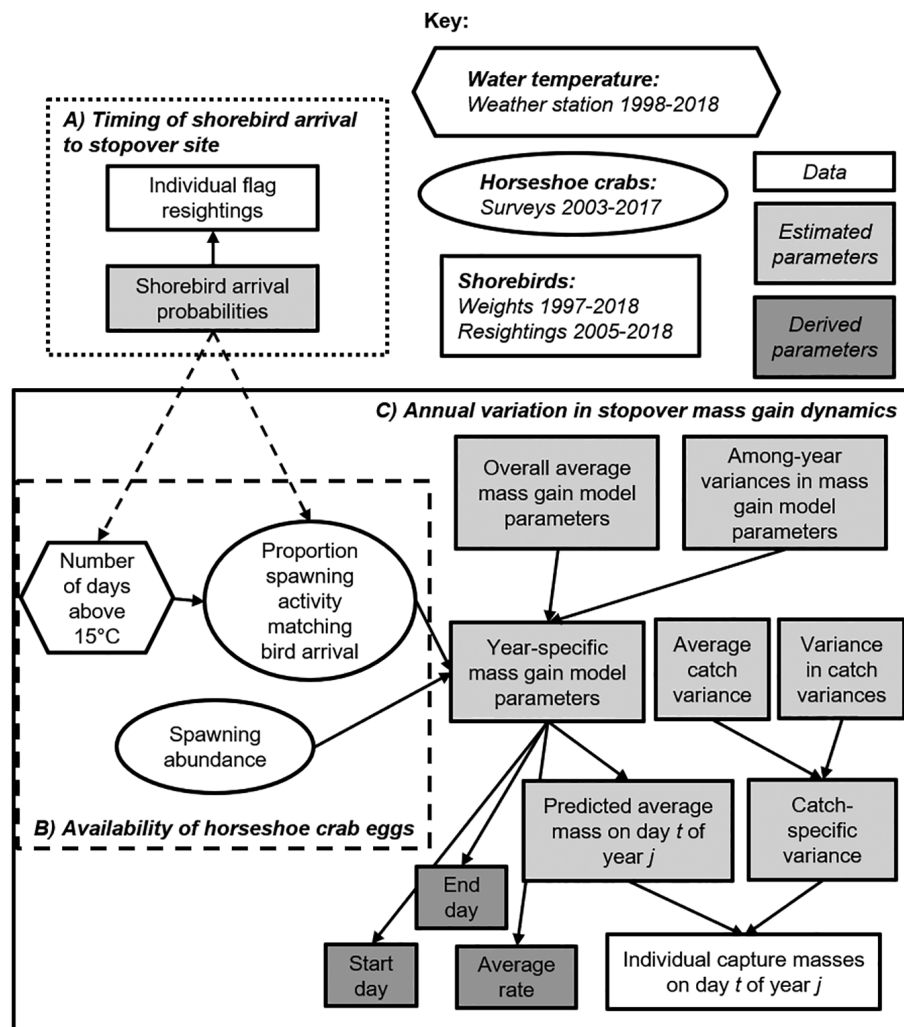 Key:
Water temperature:
Weather station 1998-2018
A) Timing of shorebird arrival
to stopover site
Individual flag
resightings
Shorebird arrival
probabilities
Horseshoe crabs:
Surveys 2003-2017
Shorebirds:
Weights 1997-2018
Resightings 2005-2018
Data
Estimated
parameters
Derived
parameters
C) Annual variation in stopover mass gain dynamics
Overall average
mass gain model
parameters
Among-year
variances in mass
gain model
parameters
Number
of days
above
15°C
Proportion
spawning
activity
matching
bird arrival
Year-specific
mass gain model
parameters
Average
catch
variance
Variance
in catch
variances
Spawning
abundance
B) Availability of horseshoe crab eggs
Predicted average
mass on day t of
year j
Catch-
specific
variance
End
day
Start
day
Average
rate
Individual capture masses
on day t of year j